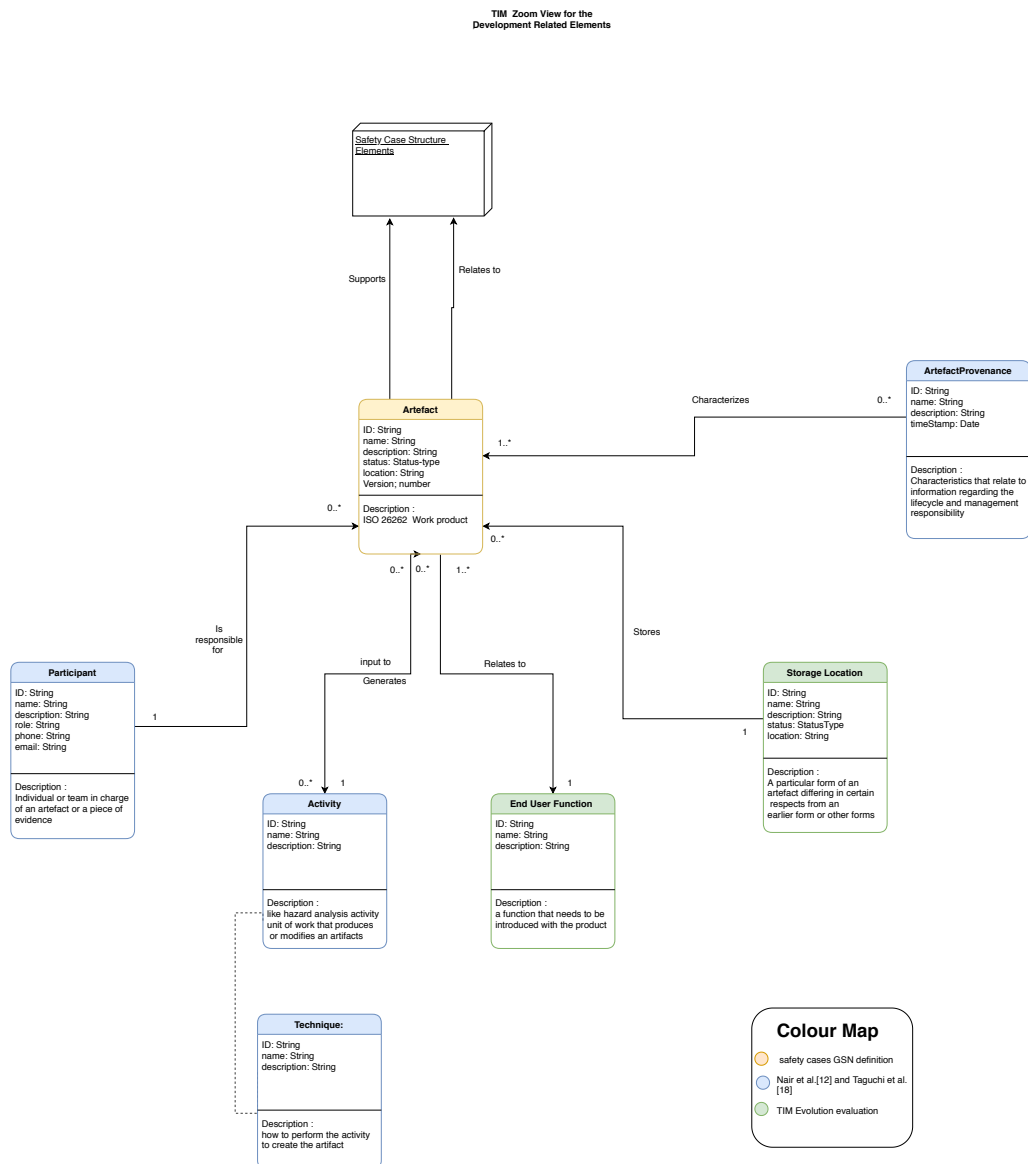 TIM Zoom View for the
Development Related Elements
Safety Case Structure
Elements
Supports
Relates to
ArtefactProvenance
ID: String
name: String
description: String
timeStamp: Date
Description :
Characteristics that relate to
information regarding the
lifecycle and management
responsibility
Characterizes
0..*
1..*
Artefact
ID: String
name: String
description: String
status: Status-type
location: String
Version; number
Description :
ISO 26262 Work product
0..*
0..*
0..*
0..*
1..*
Is
responsible
for
Stores
input to
Generates
Relates to
Participant
ID: String
name: String
description: String
role: String
phone: String
email: String
Description :
Individual or team in charge
of an artefact or a piece of
evidence
1
Storage Location
ID: String
name: String
description: String
status: StatusType
location: String
Description :
A particular form of an
artefact differing in certain
respects from an
earlier form or other forms
1
0..*
1
1
Activity
ID: String
name: String
description: String
Description :
like hazard analysis activity
unit of work that produces
or modifies an artifacts
End User Function
ID: String
name: String
description: String
Description :
a function that needs to be
introduced with the product
Technique:
ID: String
name: String
description: String
Description :
how to perform the activity
to create the artifact
Colour Map
safety cases GSN definition
Nair et al.[12] and Taguchi et al.
[18]
TIM Evolution evaluation